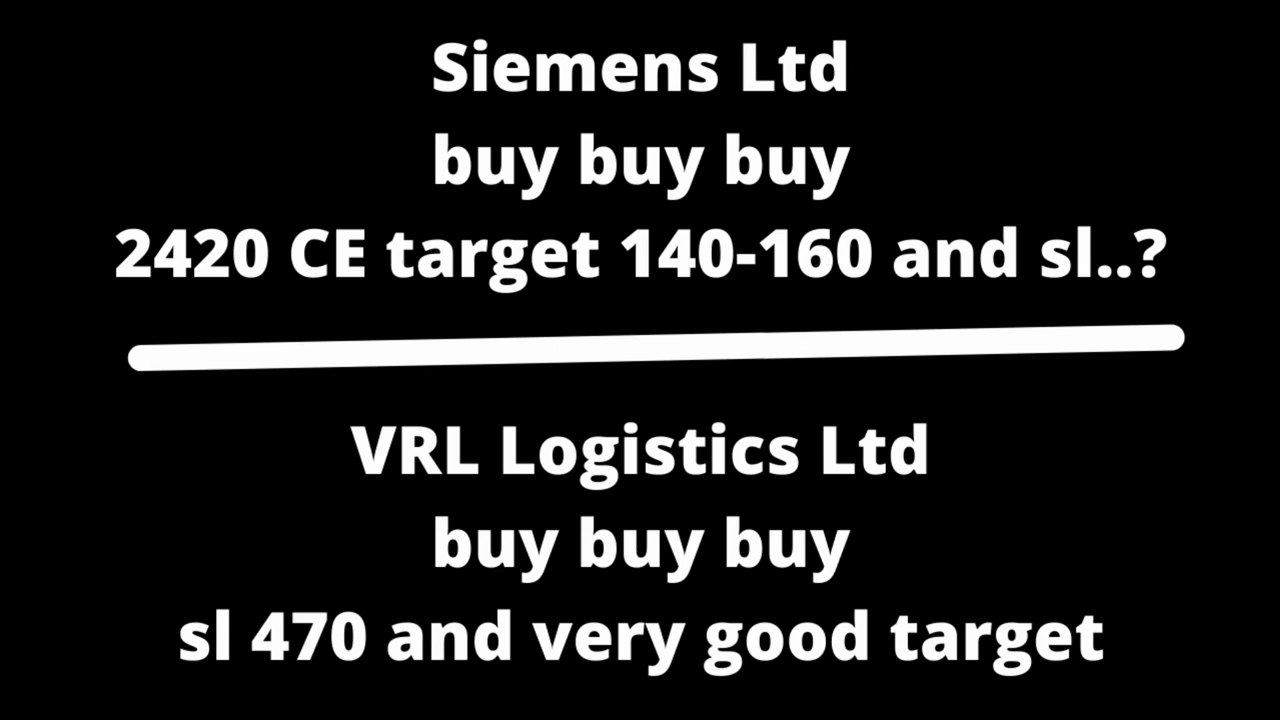 Siemens Ltd
buy buy buy
2420 CE target 140-160 and sl..?
VRL Logistics Ltd
buy buy buy
sl 470 and very good target